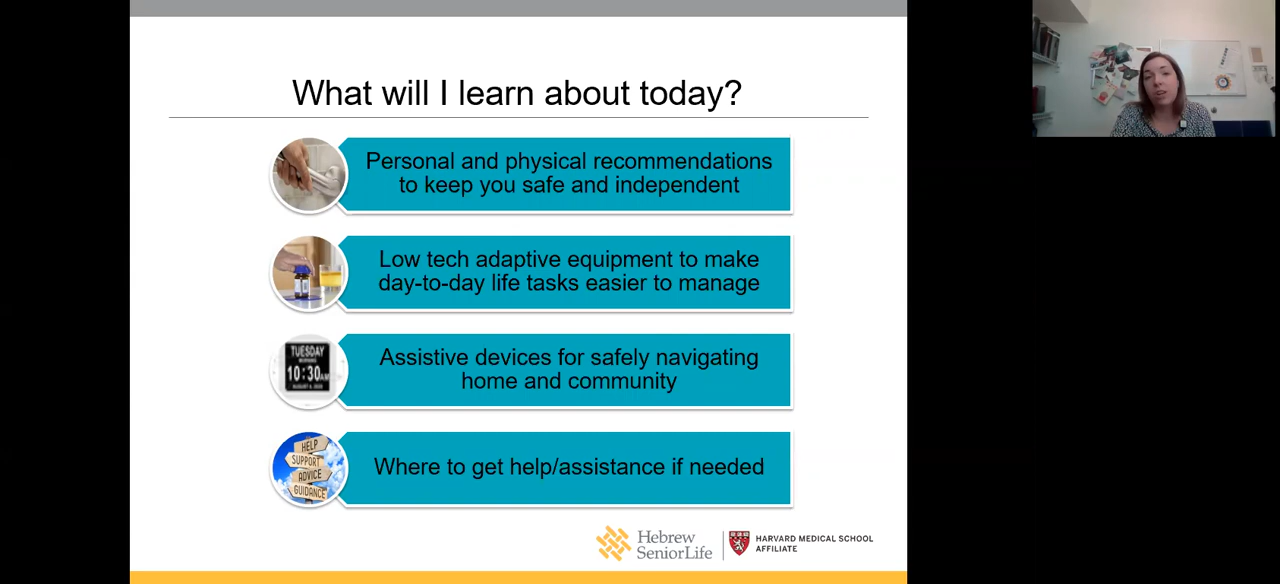 What will I learn about today?
Personal and physical recommendations
to keep you safe and independent
Low tech adaptive equipment to make
day-to-day life tasks easier to manage
TUESDAY
MORNING
10:30AM
Assistive devices for safely navigating
home and community
HELP
SUPPORT
ADVICE
GUIDANCE
Where to get help/assistance if needed
Hebrew
SeniorLife
HARVARD MEDICAL SCHOOL
AFFILIATE